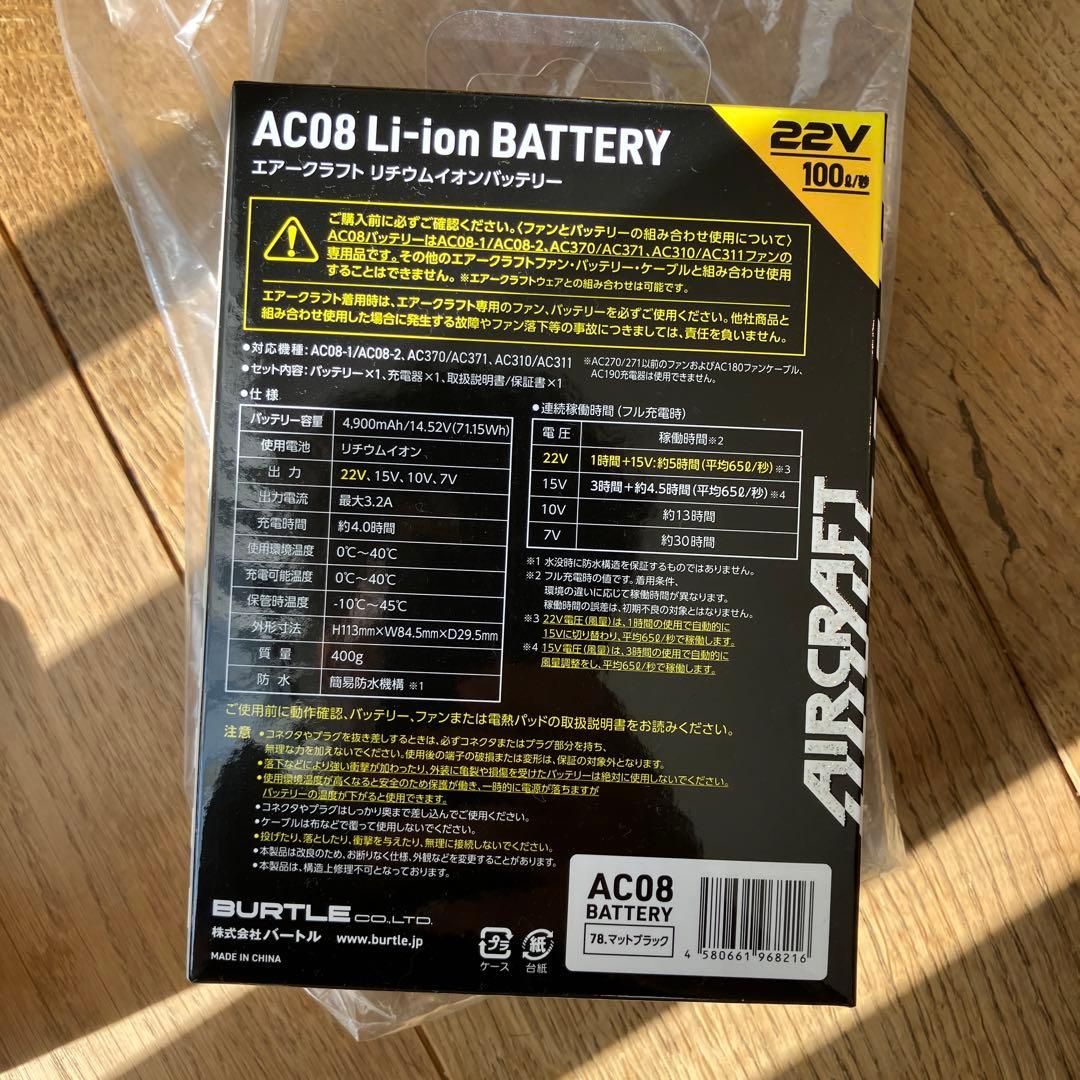 AC08 Li-ion BATTERY
エアークラフト リチウムイオンバッテリー
22V
100ℓ/秒
ご購入前に必ずご確認ください。〈ファンとバッテリーの組み合わせ使用について〉
AC08バッテリーはAC08-1/AC08-2、AC370/AC371、AC310/AC311ファンの
専用品です。その他のエアークラフトファン・バッテリー・ケーブルと組み合わせ使用
することはできません。 ※エアークラフトウェアとの組み合わせは可能です。
エアークラフト着用時は、エアークラフト専用のファン、バッテリーを必ずご使用ください。他社商品と
組み合わせ使用した場合に発生する故障やファン落下等の事故につきましては、責任を負いません。
●対応機種：AC08-1/AC08-2、AC370/AC371、AC310/AC311
※AC270/271以前のファンおよびAC180ファンケーブル、
AC190充電器は使用できません。
●セット内容：バッテリー×1、充電器×1、取扱説明書/保証書×1
●仕様
バッテリー容量 4,900mAh/14.52V(71.15Wh)
使用電池 リチウムイオン
出力 22V、15V、10V、7V
出力電流 最大3.2A
充電時間 約4.0時間
使用環境温度 0℃〜40℃
充電可能温度 0℃〜40℃
保管時温度 -10℃〜45℃
外形寸法 H113mm×W84.5mm×D29.5mm
質量 400g
防水 簡易防水機構 ※1
●連続稼働時間（フル充電時）
電圧 稼働時間※2
22V 1時間+15V:約5時間(平均65ℓ/秒)※3
15V 3時間+約4.5時間(平均65ℓ/秒)※4
10V 約13時間
7V 約30時間
※1 水没時に防水構造を保証するものではありません。
※2 フル充電時の値です。着用条件、
環境の違いに応じて稼働時間が異なります。
稼働時間の誤差は、初期不良の対象とはなりません。
※3 22V電圧(風量)は、1時間の使用で自動的に
15Vに切り替わり、平均65ℓ/秒で稼働します。
※4 15V電圧(風量)は、3時間の使用で自動的に
風量調整をし、平均65ℓ/秒で稼働します。
AIRCRAFT
ご使用前に動作確認、バッテリー、ファンまたは電熱パッドの取扱説明書をお読みください。
注意 ●コネクタやプラグを抜き差しするときは、必ずコネクタまたはプラグ部分を持ち、
無理な力を加えないでください。使用後の端子の破損または変形は、保証の対象外となります。
●落下などにより強い衝撃が加わったり、外装に亀裂や損傷を受けたバッテリーは絶対に使用しないでください。
●使用環境温度が高くなると安全のため保護が働き、一時的に電源が落ちますが
バッテリーの温度が下がると使用できます。
●コネクタやプラグはしっかり奥まで差し込んでご使用ください。
●ケーブルは布などで覆って使用しないでください。
●投げたり、落としたり、衝撃を与えたり、無理に接続しないでください。
●本製品は改良のため、お断りなく仕様、外観などを変更することがあります。
●本製品は、構造上修理不可となっております。
BURTLE CO.,LTD.
株式会社バートル www.burtle.jp
MADE IN CHINA
プラ
ケース
紙
台紙
AC08
BATTERY
78.マットブラック
4 580661 968216